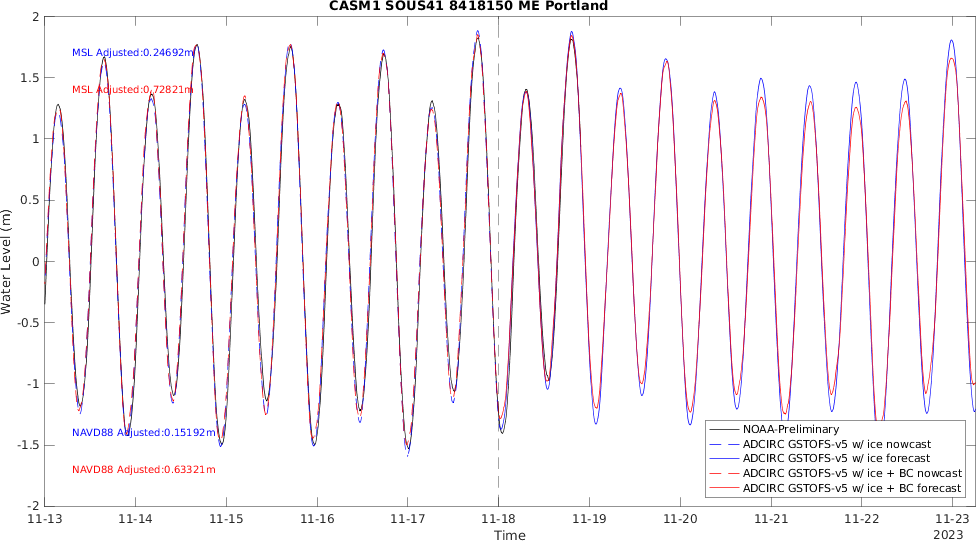 CASM1 SOUS41 8418150 ME Portland
2
1.5
1
0.5
0
-0.5
-1
-1.5
-2
Water Level (m)
MSL Adjusted:0.24692m
MSL Adjusted:0.72821m
NAVD88 Adjusted:0.15192m
NAVD88 Adjusted:0.63321m
NOAA-Preliminary
ADCIRC GSTOFS-v5 w/ ice nowcast
ADCIRC GSTOFS-v5 w/ ice forecast
ADCIRC GSTOFS-v5 w/ ice + BC nowcast
ADCIRC GSTOFS-v5 w/ ice + BC forecast
11-13 11-14 11-15 11-16 11-17 11-18 11-19 11-20 11-21 11-22 11-23
2023
Time